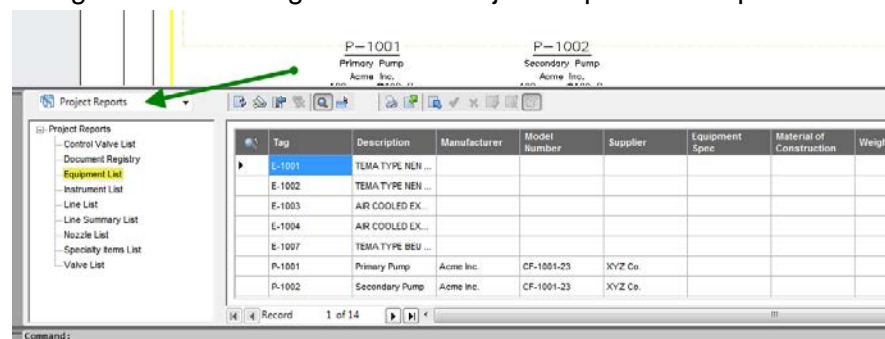 P-1001 P-1002
Primary Pump Secondary Pump
Acme Inc. Acme Inc.
Project Reports
Project Reports
Control Valve List
Document Registry
Equipment List
Instrument List
Line List
Line Summary List
Nozzle List
Specialty Items List
Valve List
Tag Description Manufacturer Model Number Supplier Equipment Spec Material of Construction Weigh
E-1001 TEMA TYPE NEN ...
E-1002 TEMA TYPE NEN ...
E-1003 AIR COOLED EX...
E-1004 AIR COOLED EX...
E-1007 TEMA TYPE BEU ...
P-1001 Primary Pump Acme Inc. CF-1001-23 XYZ Co.
P-1002 Secondary Pump Acme Inc. CF-1001-23 XYZ Co.
Record 1 of 14
Command: